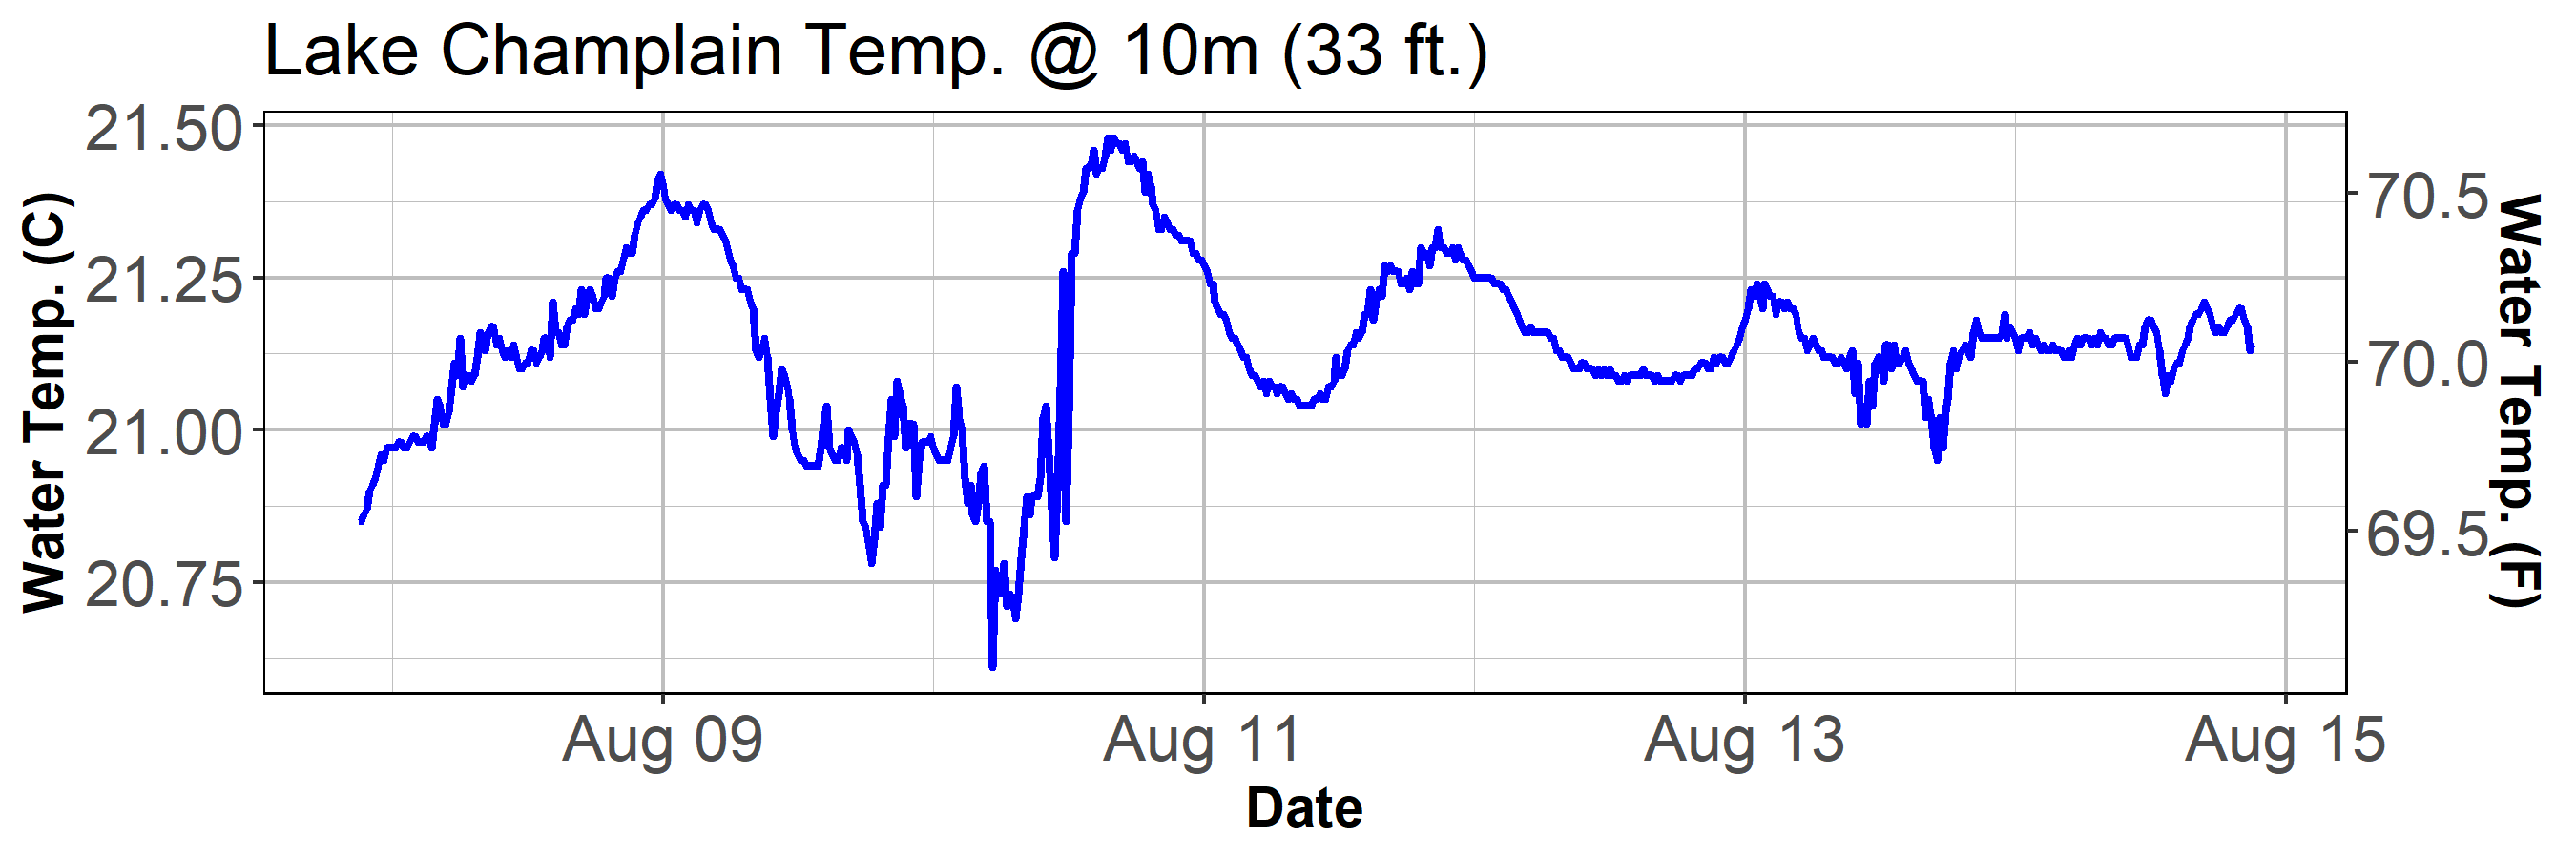 Lake Champlain Temp. @ 10m (33 ft.)
Water Temp. (C)
21.50
21.25
21.00
20.75
70.5
70.0
69.5
Water Temp. (F)
Aug 09
Aug 11
Aug 13
Aug 15
Date